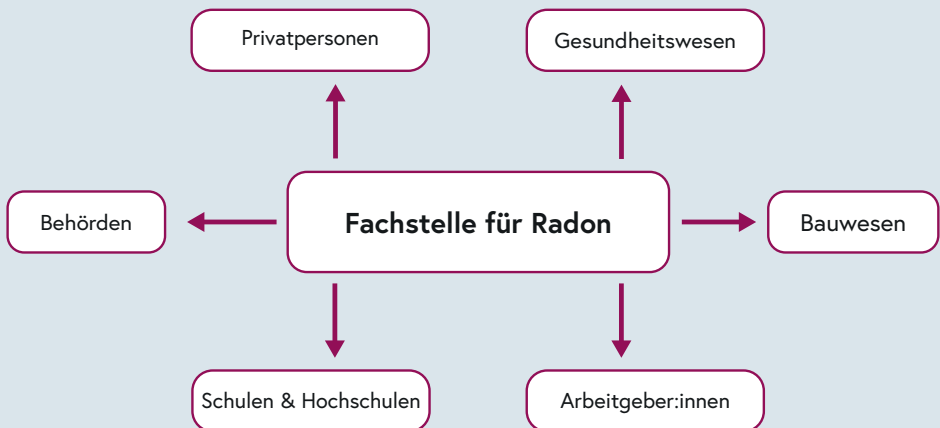 Privatpersonen
Gesundheitswesen
Behörden
Fachstelle für Radon
Bauwesen
Schulen & Hochschulen
Arbeitgeber:innen